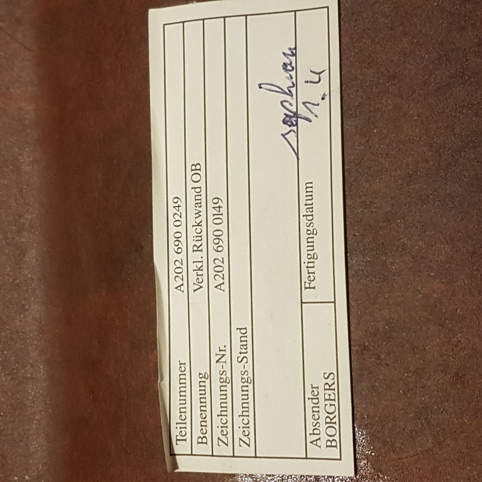 Teilenummer A202 690 0249
Benennung Verkl. Rückwand OB
Zeichnungs-Nr. A202 690 0149
Zeichnungs-Stand
Absender Fertigungsdatum
BORGERS